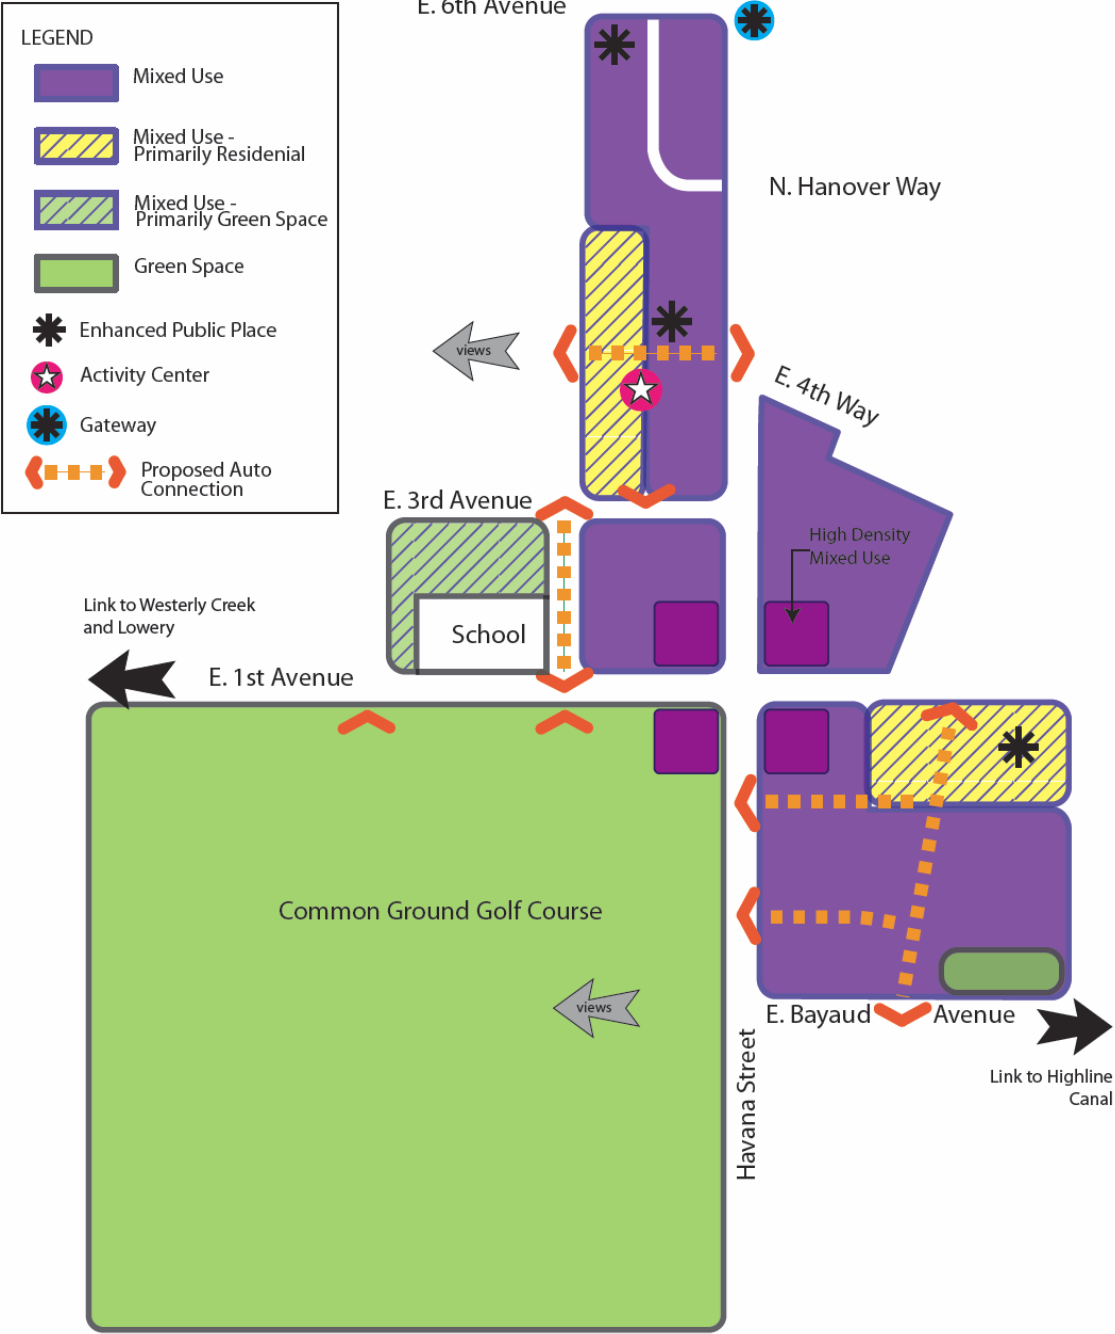 E. 6th Avenue
LEGEND
Mixed Use
Mixed Use -
Primarily Residenial
Mixed Use -
Primarily Green Space
Green Space
Enhanced Public Place
Activity Center
Gateway
Proposed Auto
Connection
N. Hanover Way
views
E. 4th Way
E. 3rd Avenue
High Density
Mixed Use
Link to Westerly Creek
and Lowery
School
E. 1st Avenue
Common Ground Golf Course
views
E. Bayaud Avenue
Havana Street
Link to Highline
Canal